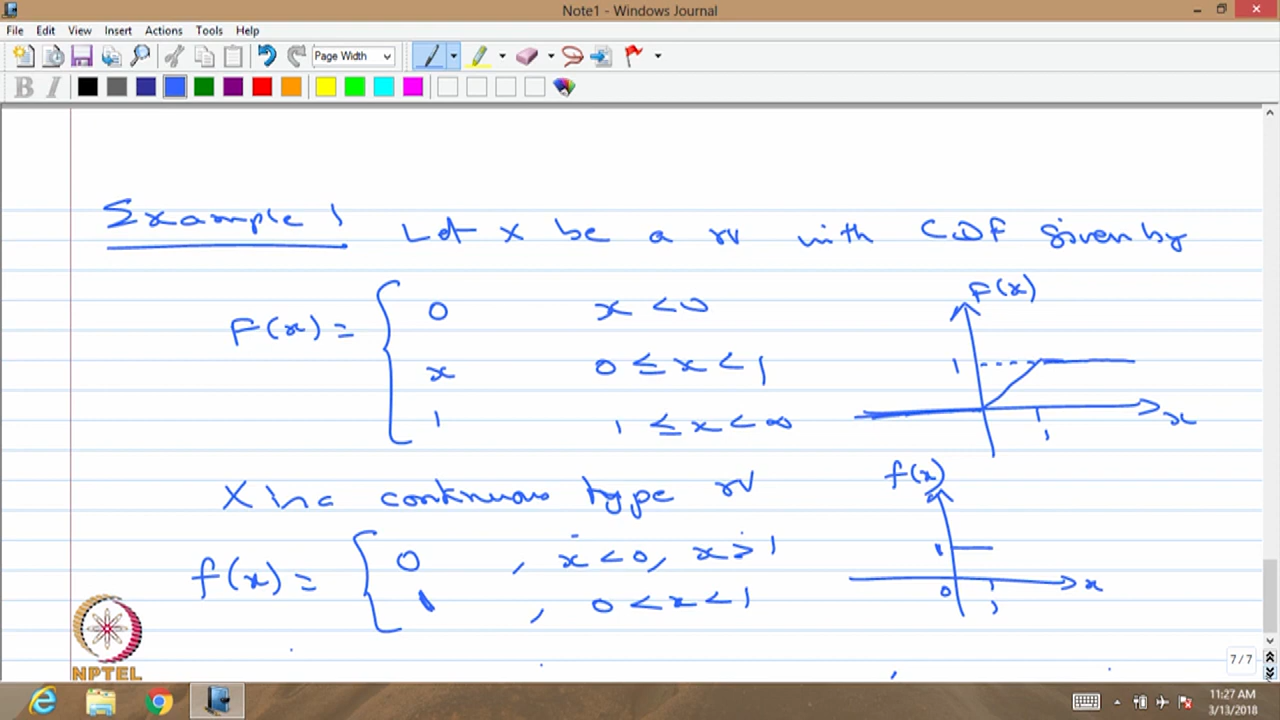 Note1 - Windows Journal
File Edit View Insert Actions Tools Help
Page Width
B I
Example 1 Let X be a rv with CDF given by
F(x) = { 0 x < 0
x 0 ≤ x < 1
1 1 ≤ x < ∞
F(x)
1
x
1
X is a continuous type rv
f(x) = { 0 , x < 0, x ≥ 1
1 , 0 < x < 1
f(x)
1
0 1 x
NPTEL
7 / 7
11:27 AM
3/13/2018